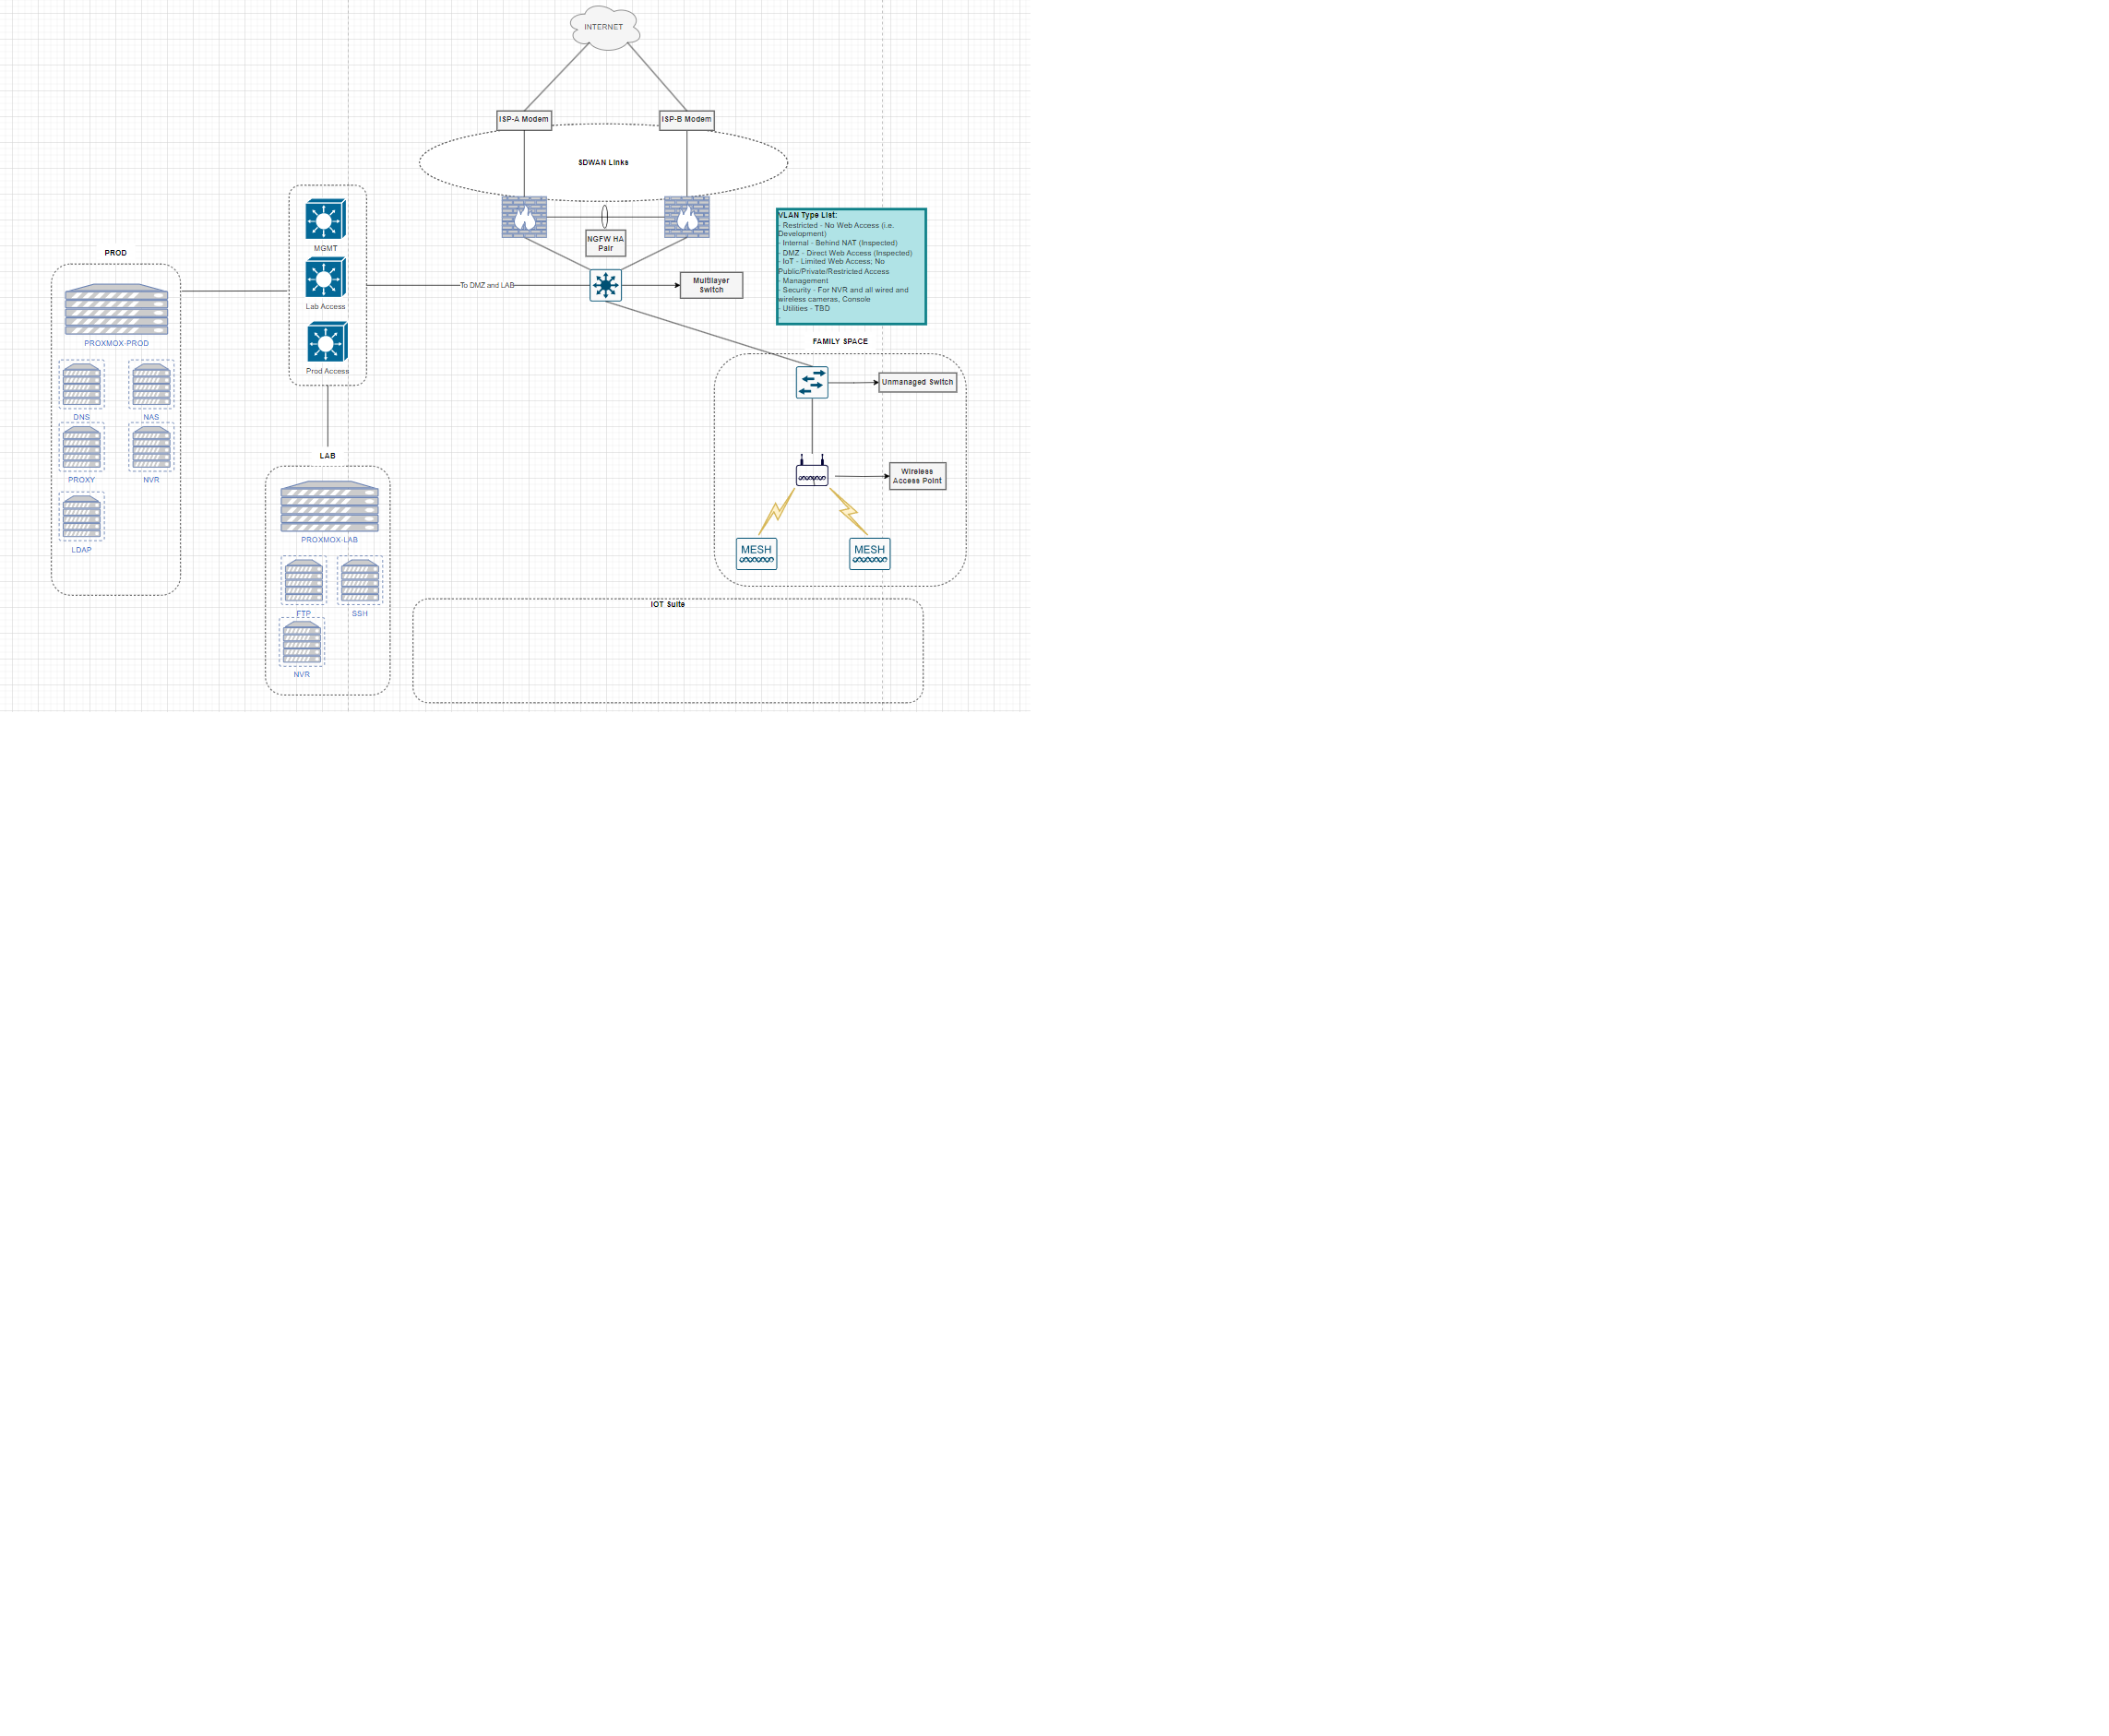 INTERNET
ISP-A Modem
ISP-B Modem
SDWAN Links
NGFW HA
Pair
VLAN Type List:
- Restricted - No Web Access (i.e.
Development)
- Internal - Behind NAT (Inspected)
- DMZ - Direct Web Access (Inspected)
- IoT - Limited Web Access; No
Public/Private/Restricted Access
- Management
- Security - For NVR and all wired and
wireless cameras, Console
- Utilities - TBD
-
MGMT
Lab Access
Prod Access
To DMZ and LAB
Multilayer
Switch
PROD
PROXMOX-PROD
DNS
NAS
PROXY
NVR
LDAP
FAMILY SPACE
Unmanaged Switch
Wireless
Access Point
MESH
MESH
LAB
PROXMOX-LAB
FTP
SSH
NVR
IOT Suite